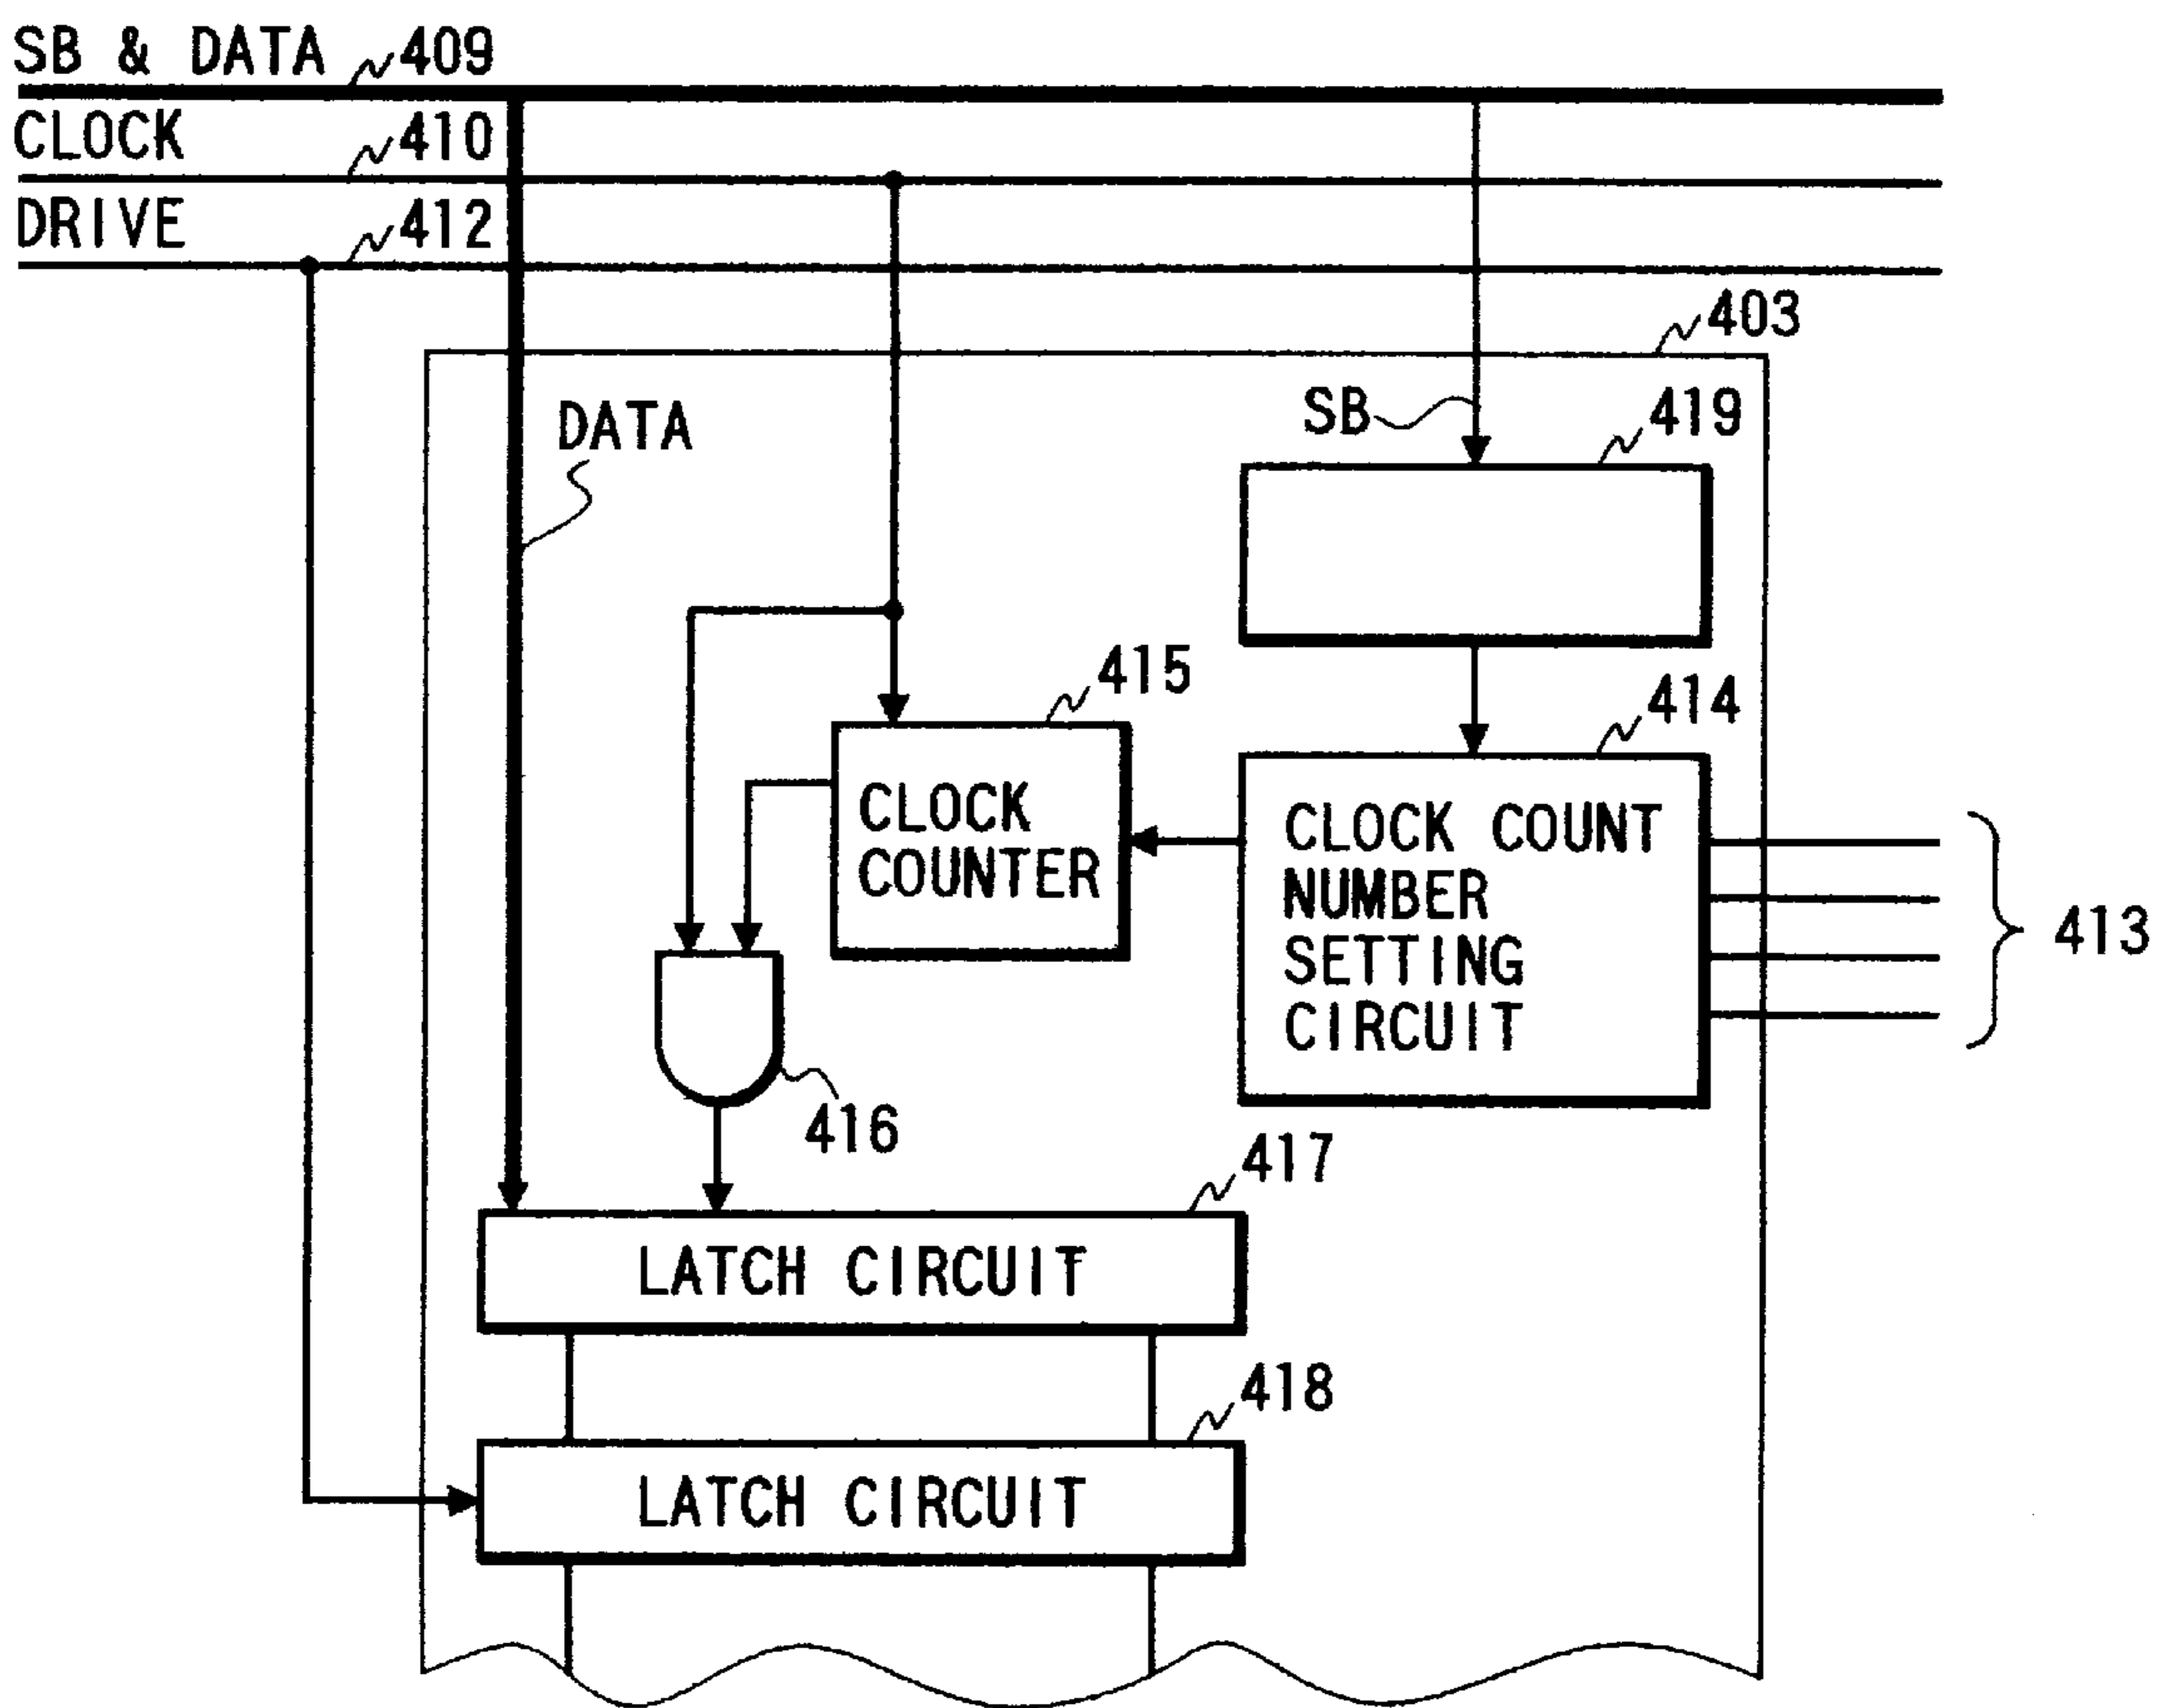 SB & DATA 409
CLOCK 410
DRIVE 412
403
DATA
SB
419
415
414
CLOCK
COUNTER
CLOCK COUNT
NUMBER
SETTING
CIRCUIT
413
416
417
LATCH CIRCUIT
418
LATCH CIRCUIT